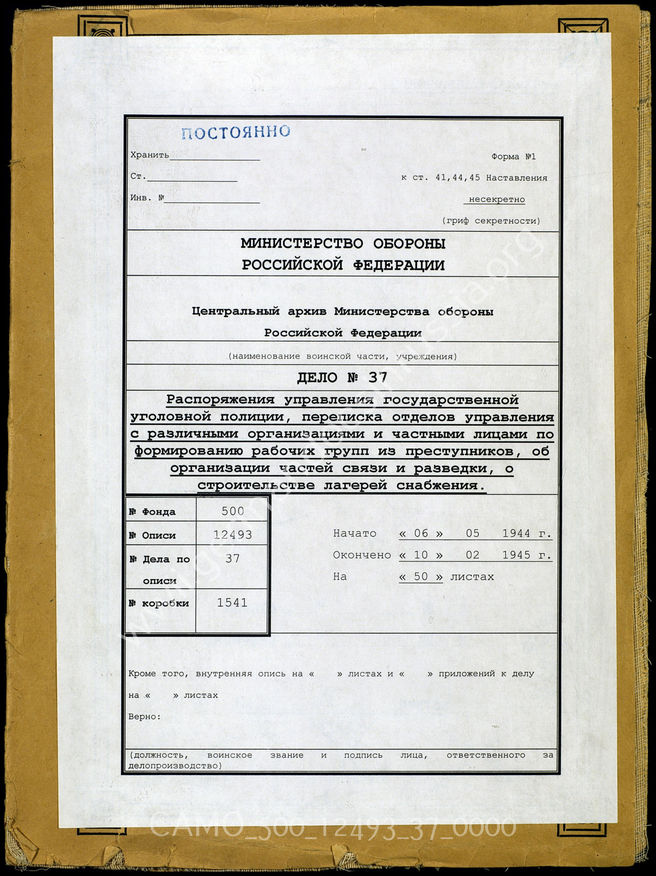 ПОСТОЯННО
Хранить
Форма №1
Ст.
к ст. 41,44,45 Наставления
Инв. №
несекретно
(гриф секретности)
МИНИСТЕРСТВО ОБОРОНЫ
РОССИЙСКОЙ ФЕДЕРАЦИИ
Центральный архив Министерства обороны
Российской Федерации
(наименование воинской части, учреждения)
ДЕЛО № 37
Распоряжения управления государственной
уголовной полиции, переписка отделов управления
с различными организациями и частными лицами по
формированию рабочих групп из преступников, об
организации частей связи и разведки, о
строительстве лагерей снабжения.
№ Фонда 500
№ Описи 12493
№ Дела по 37
описи
№ коробки 1541
Начато « 06 » 05 1944 г.
Окончено « 10 » 02 1945 г.
На « 50 » листах
Кроме того, внутренняя опись на « » листах и « » приложений к делу
на « » листах
Верно:
(должность, воинское звание и подпись лица, ответственного за
делопроизводство)
CAMO_500_12493_37_0000